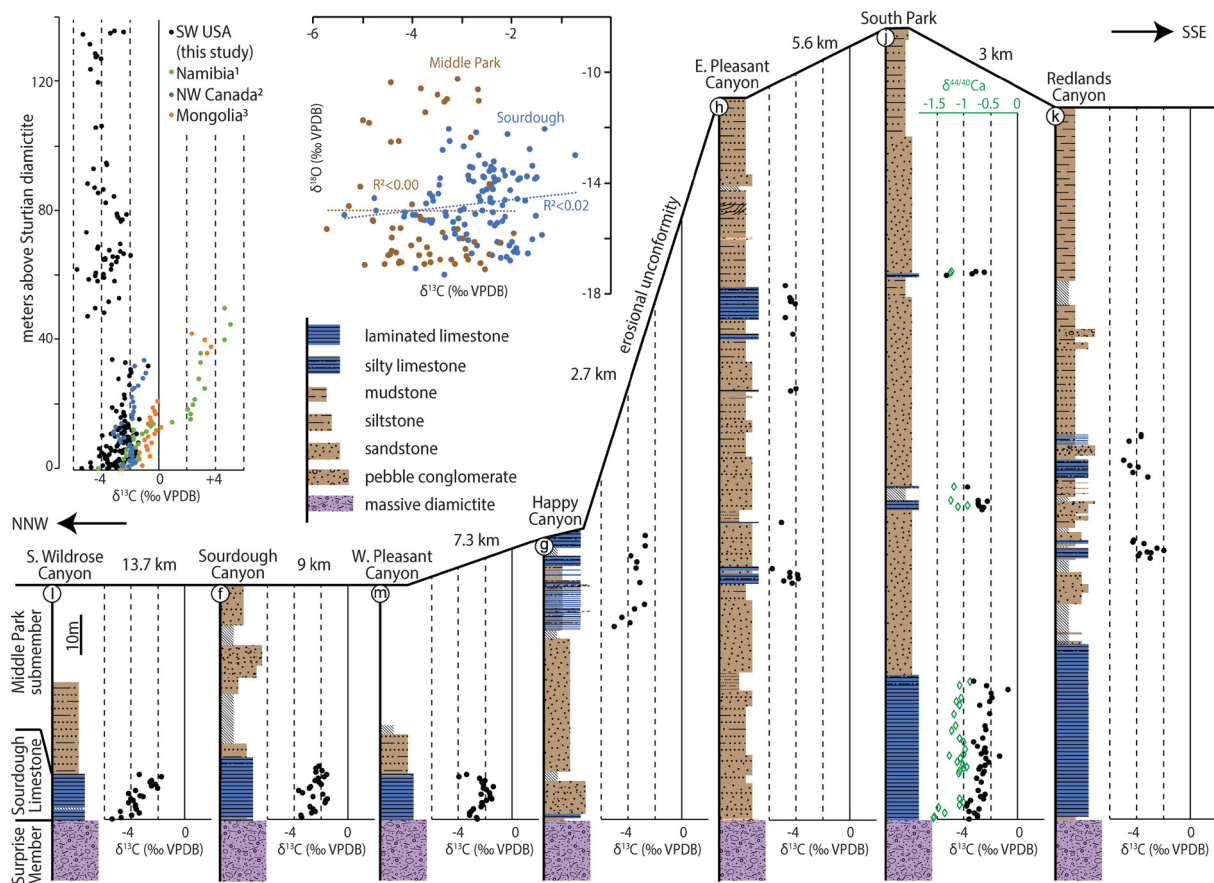 SW USA
(this study)
Namibia¹
NW Canada²
Mongolia³
meters above Sturtian diamictite
120
80
40
0
-4
0
+4
δ¹³C (‰ VPDB)
-6
-4
-2
-10
-14
-18
Middle Park
Sourdough
R²<0.00
R²<0.02
δ¹⁸O (‰ VPDB)
δ¹³C (‰ VPDB)
laminated limestone
silty limestone
mudstone
siltstone
sandstone
pebble conglomerate
massive diamictite
NNW
SSE
S. Wildrose
Canyon
l
13.7 km
Sourdough
Canyon
f
9 km
W. Pleasant
Canyon
m
7.3 km
Happy
Canyon
g
2.7 km
erosional unconformity
E. Pleasant
Canyon
h
5.6 km
South Park
j
3 km
Redlands
Canyon
k
δ⁴⁴/⁴⁰Ca
-1.5
-1
-0.5
0
10m
Middle Park
submember
Sourdough
Limestone
Surprise
Member
-4
0
δ¹³C (‰ VPDB)
-4
0
δ¹³C (‰ VPDB)
-4
0
δ¹³C (‰ VPDB)
-4
0
δ¹³C (‰ VPDB)
-4
0
δ¹³C (‰ VPDB)
-4
0
δ¹³C (‰ VPDB)
-4
0
δ¹³C (‰ VPDB)